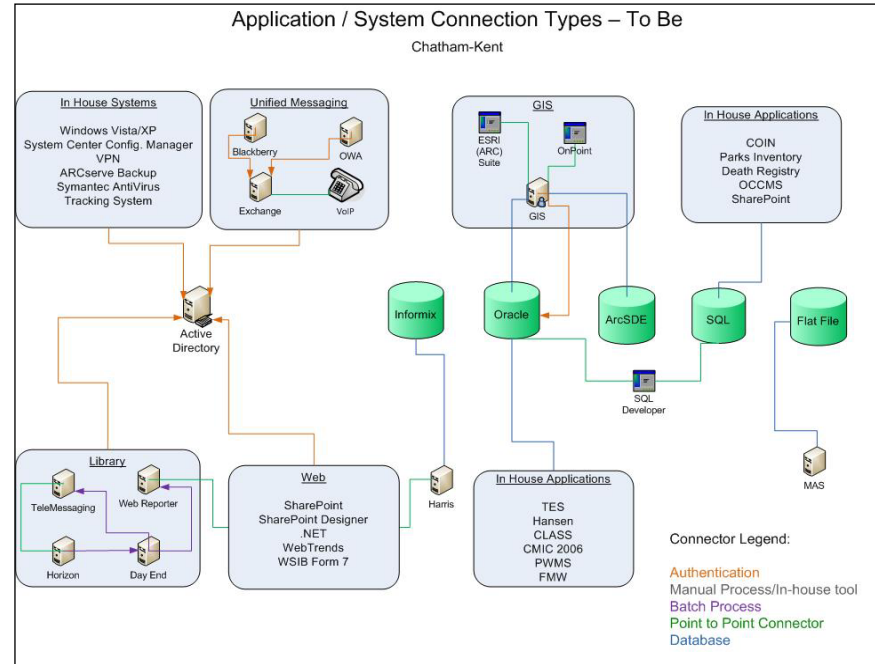 Application / System Connection Types – To Be
Chatham-Kent
In House Systems
Windows Vista/XP
System Center Config. Manager
VPN
ARCserve Backup
Symantec AntiVirus
Tracking System
Unified Messaging
Blackberry
OWA
Exchange
VoIP
GIS
ESRI
(ARC)
Suite
OnPoint
GIS
In House Applications
COIN
Parks Inventory
Death Registry
OCCMS
SharePoint
Active
Directory
Informix
Oracle
ArcSDE
SQL
Flat File
SQL
Developer
Library
TeleMessaging
Web Reporter
Horizon
Day End
Web
SharePoint
SharePoint Designer
.NET
WebTrends
WSIB Form 7
Harris
In House Applications
TES
Hansen
CLASS
CMIC 2006
PWMS
FMW
MAS
Connector Legend:
Authentication
Manual Process/In-house tool
Batch Process
Point to Point Connector
Database